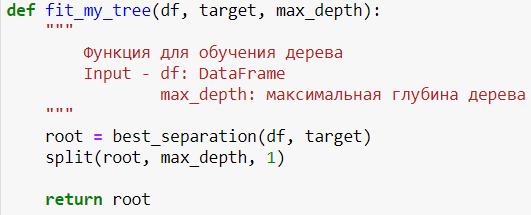 def fit_my_tree(df, target, max_depth):
    """
        Функция для обучения дерева
        Input - df: DataFrame
                max_depth: максимальная глубина дерева
    """
    root = best_separation(df, target)
    split(root, max_depth, 1)

    return root